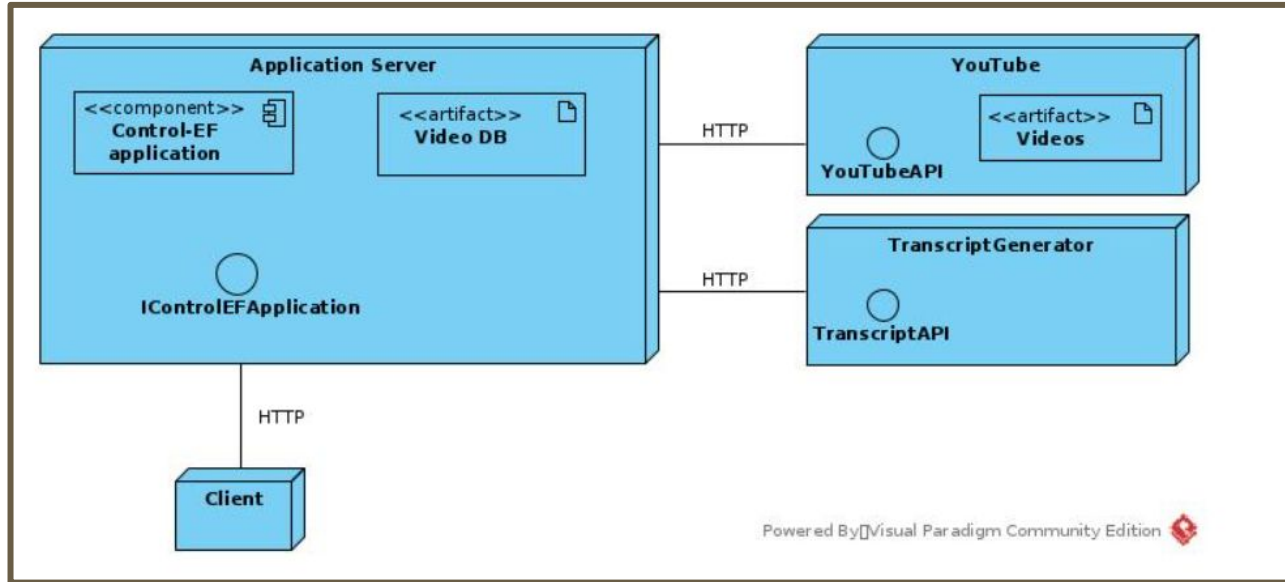 Application Server
<<component>>
Control-EF
application
<<artifact>>
Video DB
IControlEFApplication
HTTP
YouTube
YouTubeAPI
<<artifact>>
Videos
HTTP
TranscriptGenerator
TranscriptAPI
HTTP
Client
Powered By▯Visual Paradigm Community Edition